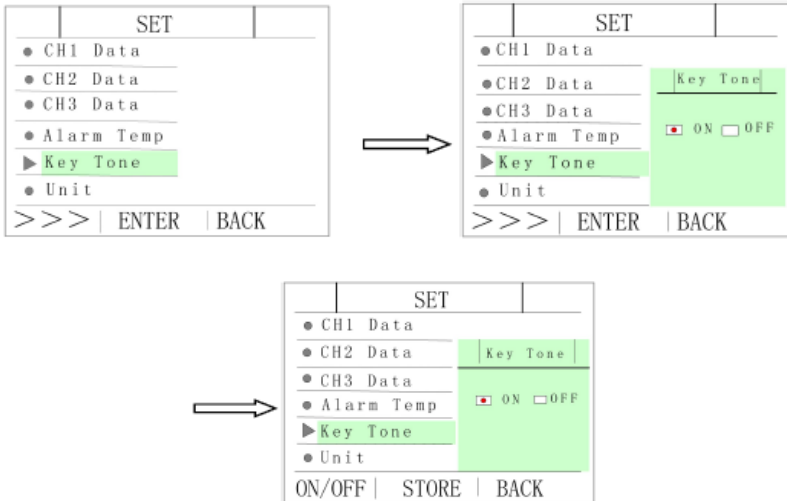 SET
CH1 Data
CH2 Data
CH3 Data
Alarm Temp
Key Tone
Unit
>>> | ENTER | BACK
SET
CH1 Data
CH2 Data
CH3 Data
Alarm Temp
Key Tone
Unit
Key Tone
ON OFF
>>> | ENTER | BACK
SET
CH1 Data
CH2 Data
CH3 Data
Alarm Temp
Key Tone
Unit
Key Tone
ON OFF
ON/OFF | STORE | BACK